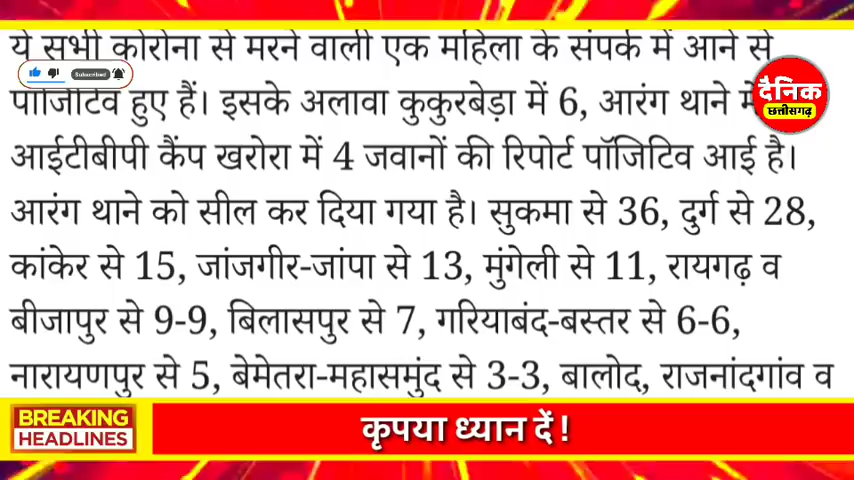 ये सभी कोरोना से मरने वाली एक महिला के संपर्क में आने से
Subscribed
पॉजिटिव हुए हैं। इसके अलावा कुकुरबेड़ा में 6, आरंग थाने में
दैनिक
छत्तीसगढ़
आईटीबीपी कैंप खरोरा में 4 जवानों की रिपोर्ट पॉजिटिव आई है।
आरंग थाने को सील कर दिया गया है। सुकमा से 36, दुर्ग से 28,
कांकेर से 15, जांजगीर-जांपा से 13, मुंगेली से 11, रायगढ़ व
बीजापुर से 9-9, बिलासपुर से 7, गरियाबंद-बस्तर से 6-6,
नारायणपुर से 5, बेमेतरा-महासमुंद से 3-3, बालोद, राजनांदगांव व
BREAKING
HEADLINES
कृपया ध्यान दें !